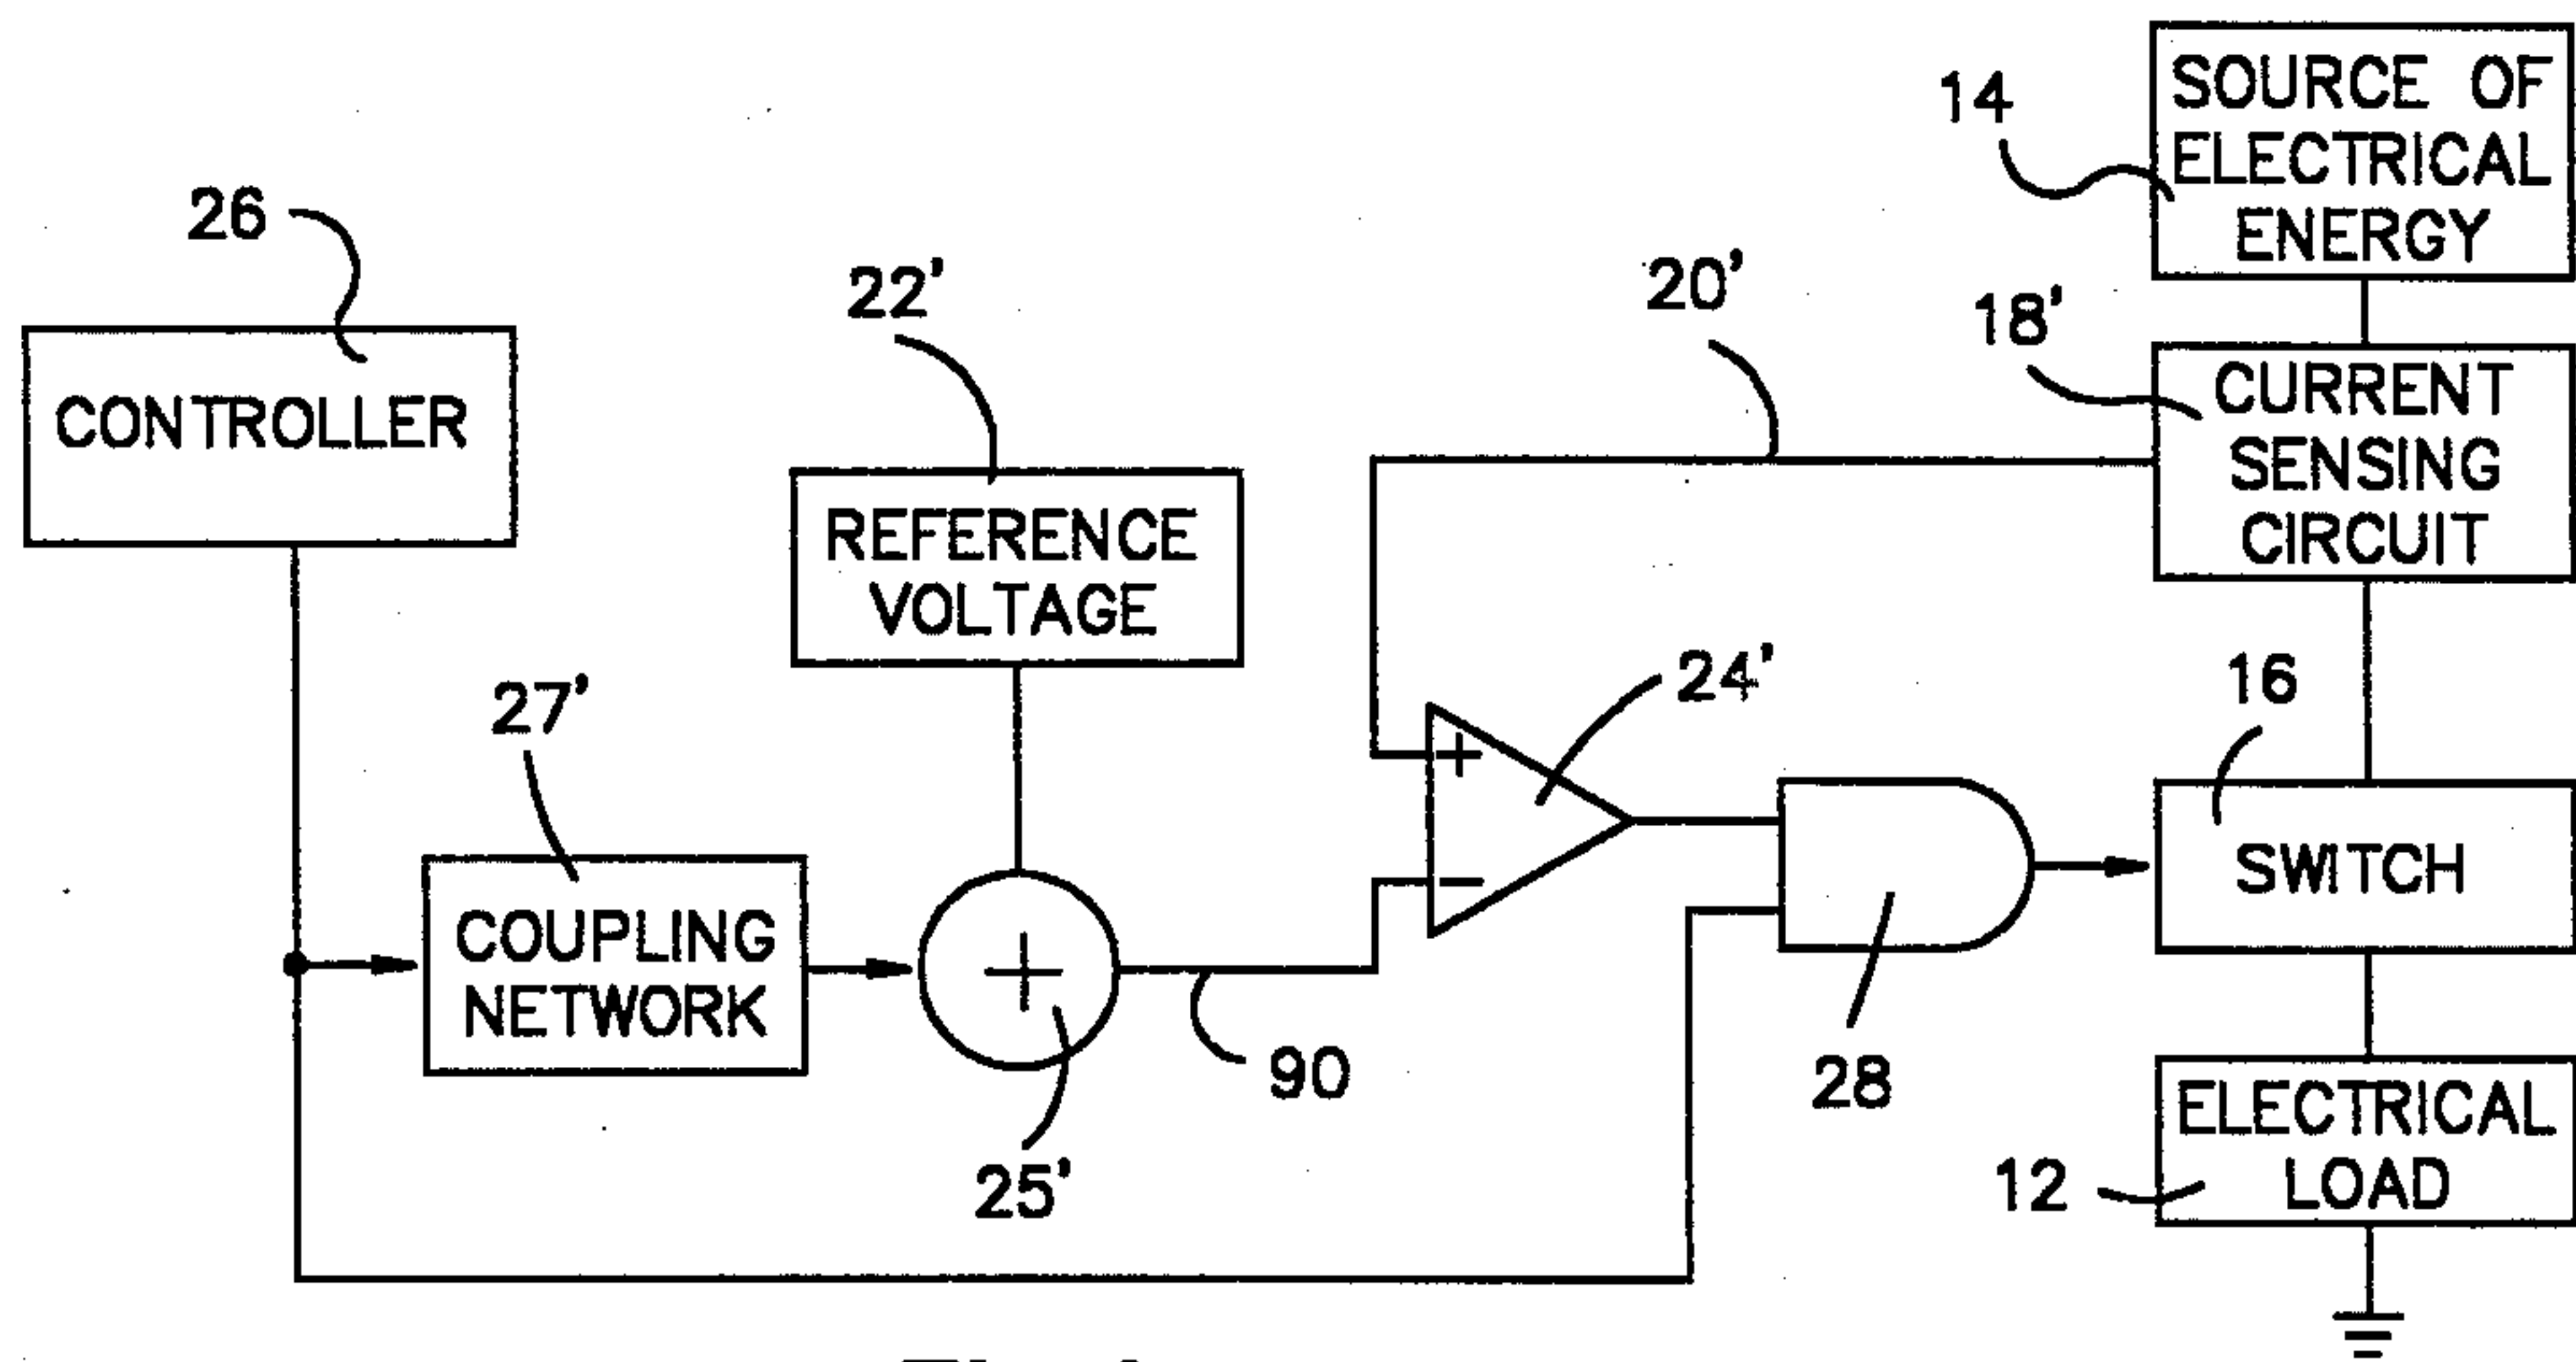 14
SOURCE OF
ELECTRICAL
ENERGY
26
22'
20'
18'
CONTROLLER
CURRENT
SENSING
CIRCUIT
REFERENCE
VOLTAGE
27'
24'
16
+
−
SWITCH
COUPLING
NETWORK
+
90
28
25'
12
ELECTRICAL
LOAD